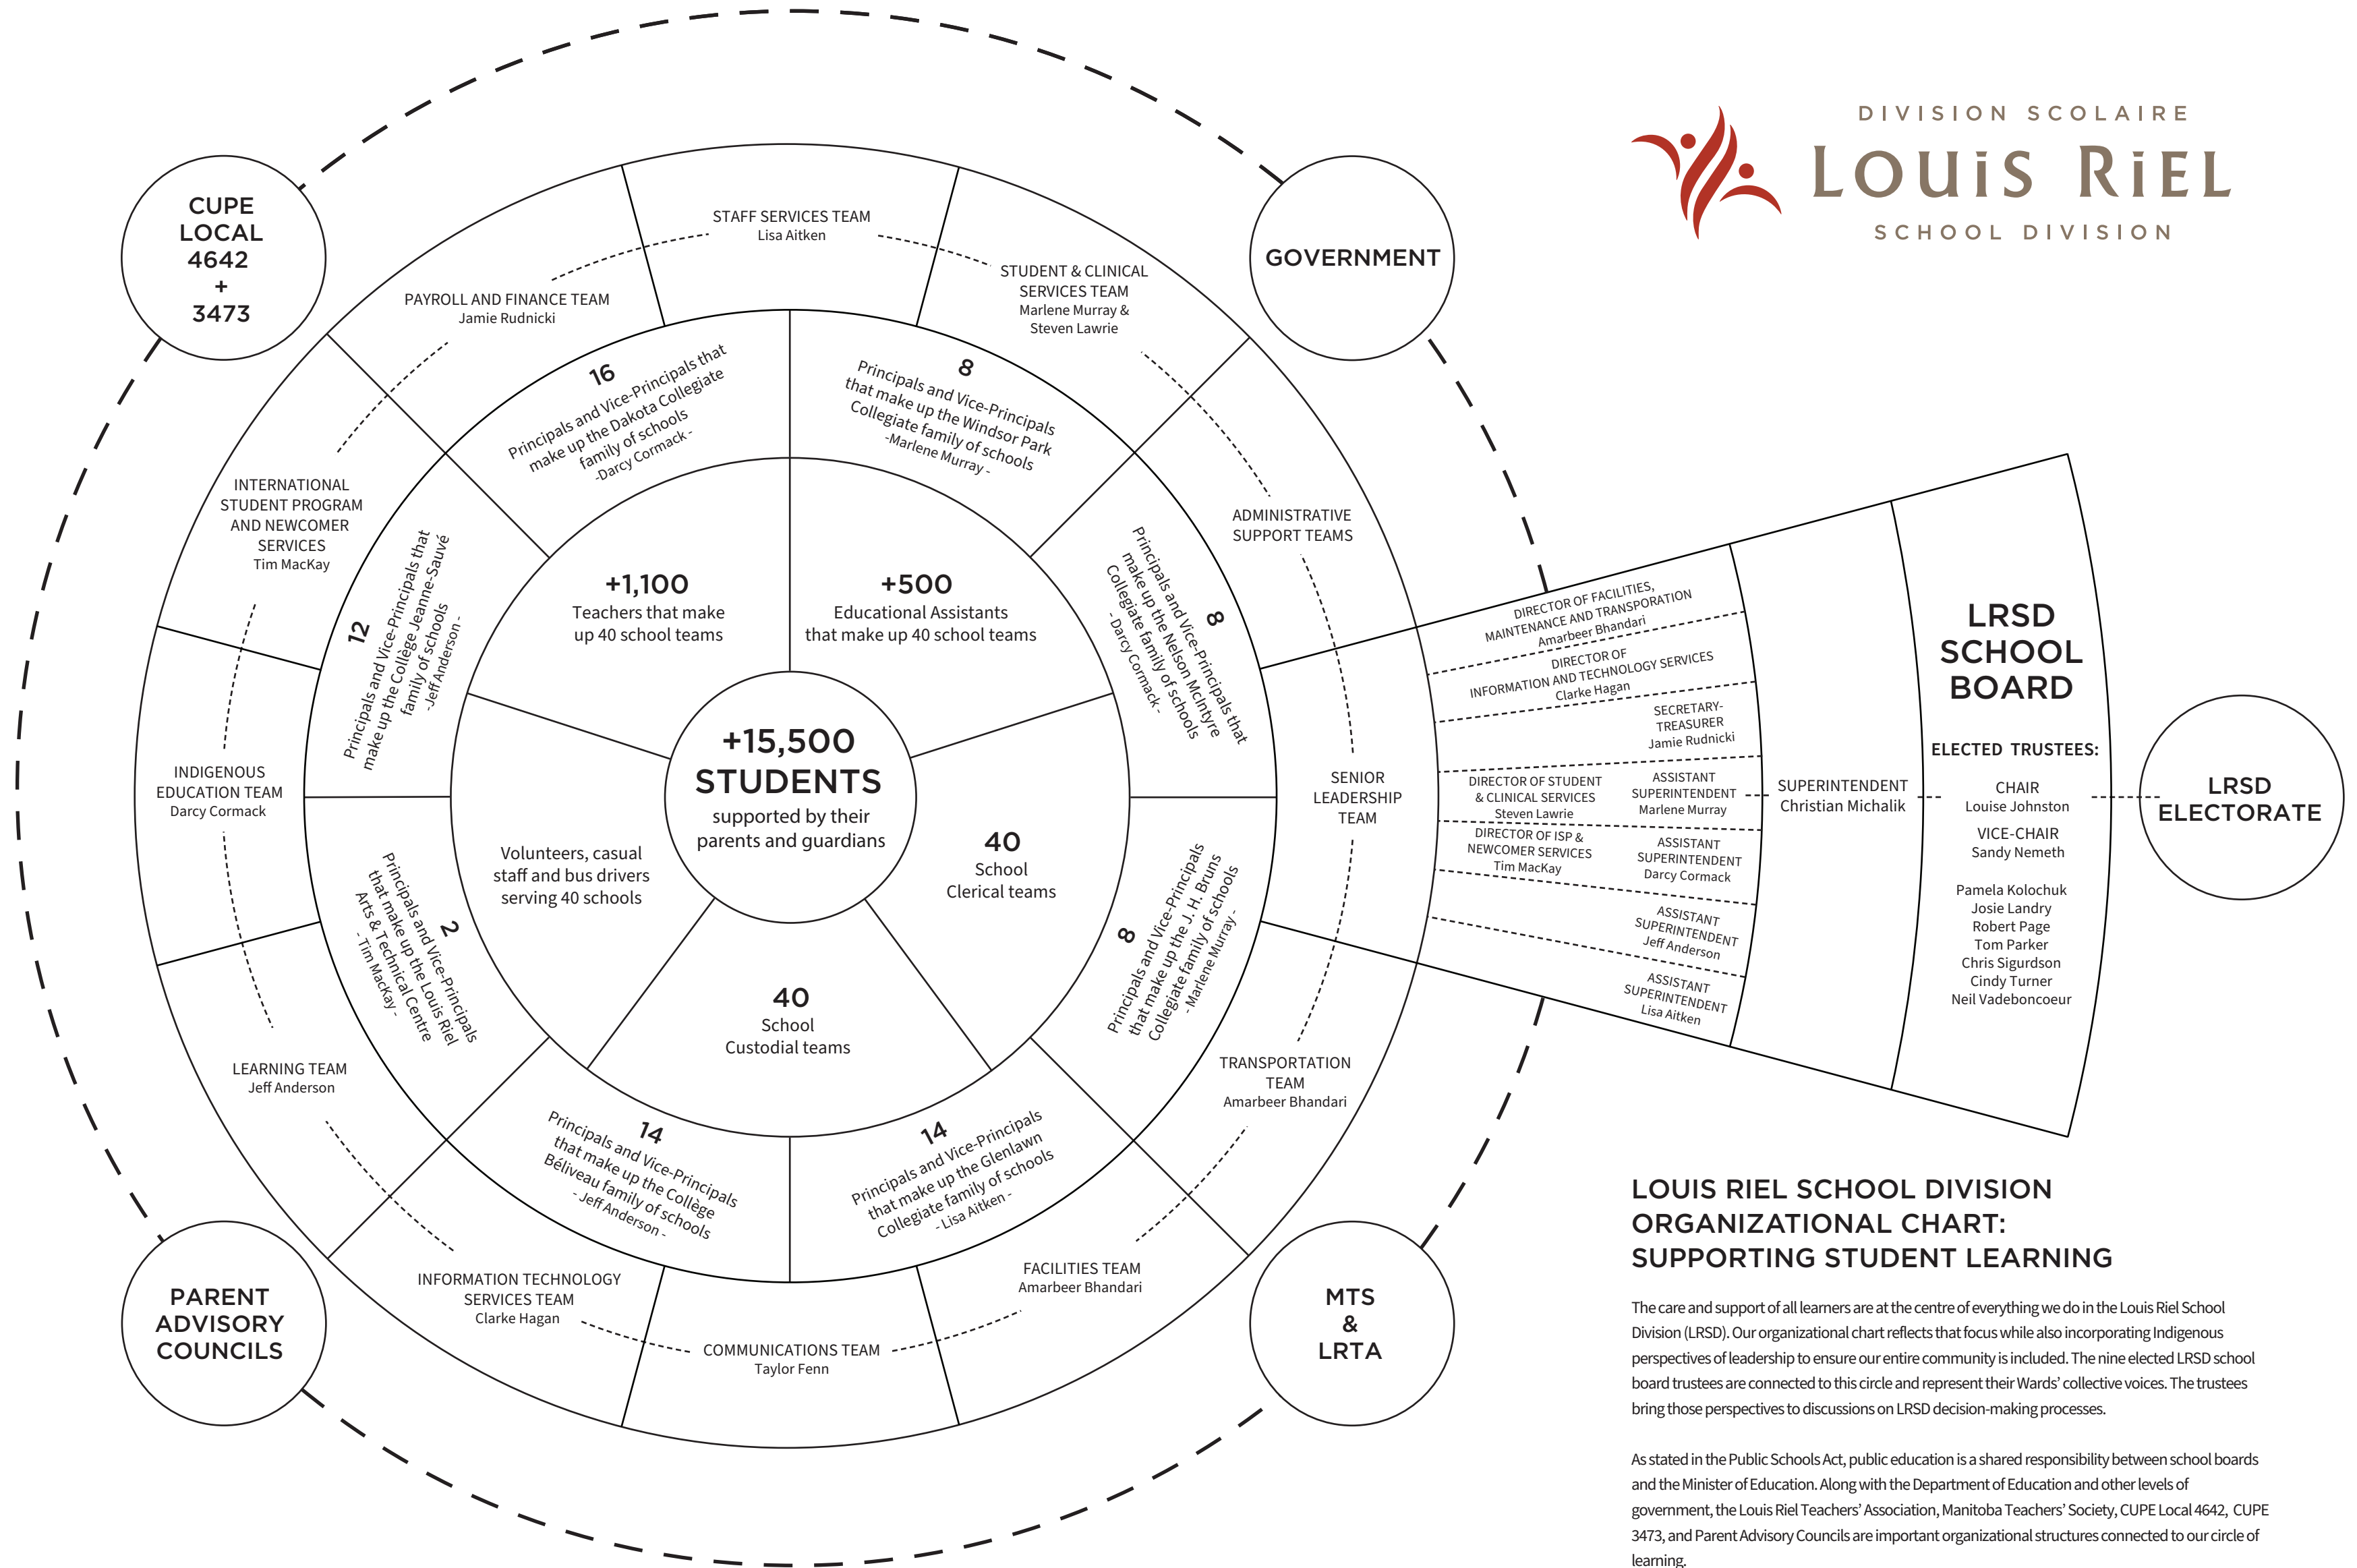 DIVISION SCOLAIRE
LOUiS RiEL
SCHOOL DIVISION
CUPE
LOCAL
4642
+
3473
GOVERNMENT
PARENT
ADVISORY
COUNCILS
MTS
&
LRTA
LRSD
ELECTORATE
STAFF SERVICES TEAM
Lisa Aitken
STUDENT & CLINICAL
SERVICES TEAM
Marlene Murray &
Steven Lawrie
ADMINISTRATIVE
SUPPORT TEAMS
SENIOR
LEADERSHIP
TEAM
TRANSPORTATION
TEAM
Amarbeer Bhandari
FACILITIES TEAM
Amarbeer Bhandari
COMMUNICATIONS TEAM
Taylor Fenn
INFORMATION TECHNOLOGY
SERVICES TEAM
Clarke Hagan
LEARNING TEAM
Jeff Anderson
INDIGENOUS
EDUCATION TEAM
Darcy Cormack
INTERNATIONAL
STUDENT PROGRAM
AND NEWCOMER
SERVICES
Tim MacKay
PAYROLL AND FINANCE TEAM
Jamie Rudnicki
16
Principals and Vice-Principals that
make up the Dakota Collegiate
family of schools
-Darcy Cormack -
8
Principals and Vice-Principals
that make up the Windsor Park
Collegiate family of schools
-Marlene Murray -
8
Principals and Vice-Principals that
make up the Nelson McIntyre
Collegiate family of schools
- Darcy Cormack -
8
Principals and Vice-Principals
that make up the J. H. Bruns
Collegiate family of schools
- Marlene Murray -
14
Principals and Vice-Principals
that make up the Glenlawn
Collegiate family of schools
- Lisa Aitken -
14
Principals and Vice-Principals
that make up the Collège
Béliveau family of schools
- Jeff Anderson -
2
Principals and Vice-Principals
that make up the Louis Riel
Arts & Technical Centre
- Tim MacKay -
12
Principals and Vice-Principals that
make up the Collège Jeanne-Sauvé
family of schools
-Jeff Anderson -
+1,100
Teachers that make
up 40 school teams
+500
Educational Assistants
that make up 40 school teams
40
School
Clerical teams
40
School
Custodial teams
Volunteers, casual
staff and bus drivers
serving 40 schools
+15,500
STUDENTS
supported by their
parents and guardians
DIRECTOR OF FACILITIES,
MAINTENANCE AND TRANSPORATION
Amarbeer Bhandari
DIRECTOR OF
INFORMATION AND TECHNOLOGY SERVICES
Clarke Hagan
SECRETARY-
TREASURER
Jamie Rudnicki
DIRECTOR OF STUDENT
& CLINICAL SERVICES
Steven Lawrie
ASSISTANT
SUPERINTENDENT
Marlene Murray
DIRECTOR OF ISP &
NEWCOMER SERVICES
Tim MacKay
ASSISTANT
SUPERINTENDENT
Darcy Cormack
ASSISTANT
SUPERINTENDENT
Jeff Anderson
ASSISTANT
SUPERINTENDENT
Lisa Aitken
SUPERINTENDENT
Christian Michalik
LRSD
SCHOOL
BOARD
ELECTED TRUSTEES:
CHAIR
Louise Johnston
VICE-CHAIR
Sandy Nemeth
Pamela Kolochuk
Josie Landry
Robert Page
Tom Parker
Chris Sigurdson
Cindy Turner
Neil Vadeboncoeur
LOUIS RIEL SCHOOL DIVISION
ORGANIZATIONAL CHART:
SUPPORTING STUDENT LEARNING
The care and support of all learners are at the centre of everything we do in the Louis Riel School
Division (LRSD). Our organizational chart reflects that focus while also incorporating Indigenous
perspectives of leadership to ensure our entire community is included. The nine elected LRSD school
board trustees are connected to this circle and represent their Wards’ collective voices. The trustees
bring those perspectives to discussions on LRSD decision-making processes.
As stated in the Public Schools Act, public education is a shared responsibility between school boards
and the Minister of Education. Along with the Department of Education and other levels of
government, the Louis Riel Teachers’ Association, Manitoba Teachers’ Society, CUPE Local 4642, CUPE
3473, and Parent Advisory Councils are important organizational structures connected to our circle of
learning.